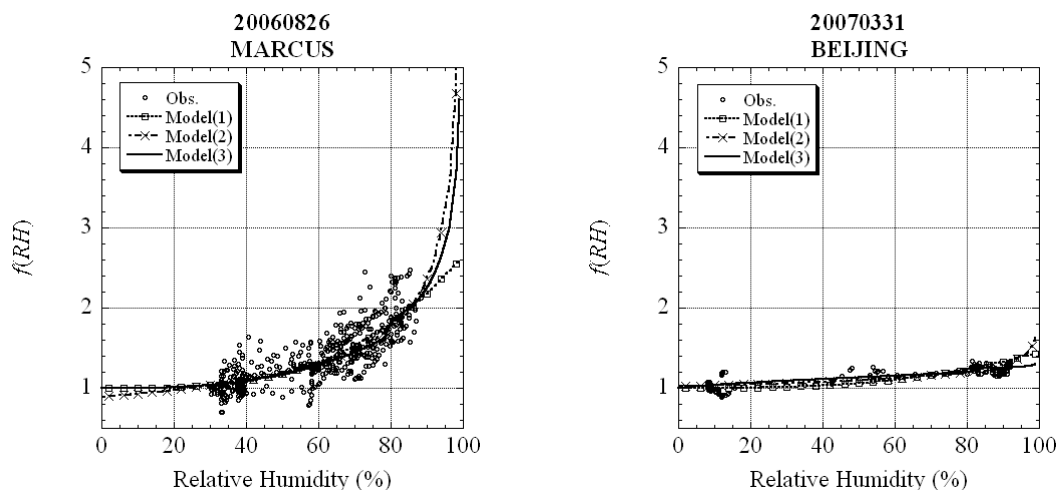 20060826
MARCUS
5
4
3
2
1
0
f(RH)
Obs.
Model(1)
Model(2)
Model(3)
0 20 40 60 80 100
Relative Humidity (%)
20070331
BEIJING
5
4
3
2
1
0
f(RH)
Obs.
Model(1)
Model(2)
Model(3)
0 20 40 60 80 100
Relative Humidity (%)